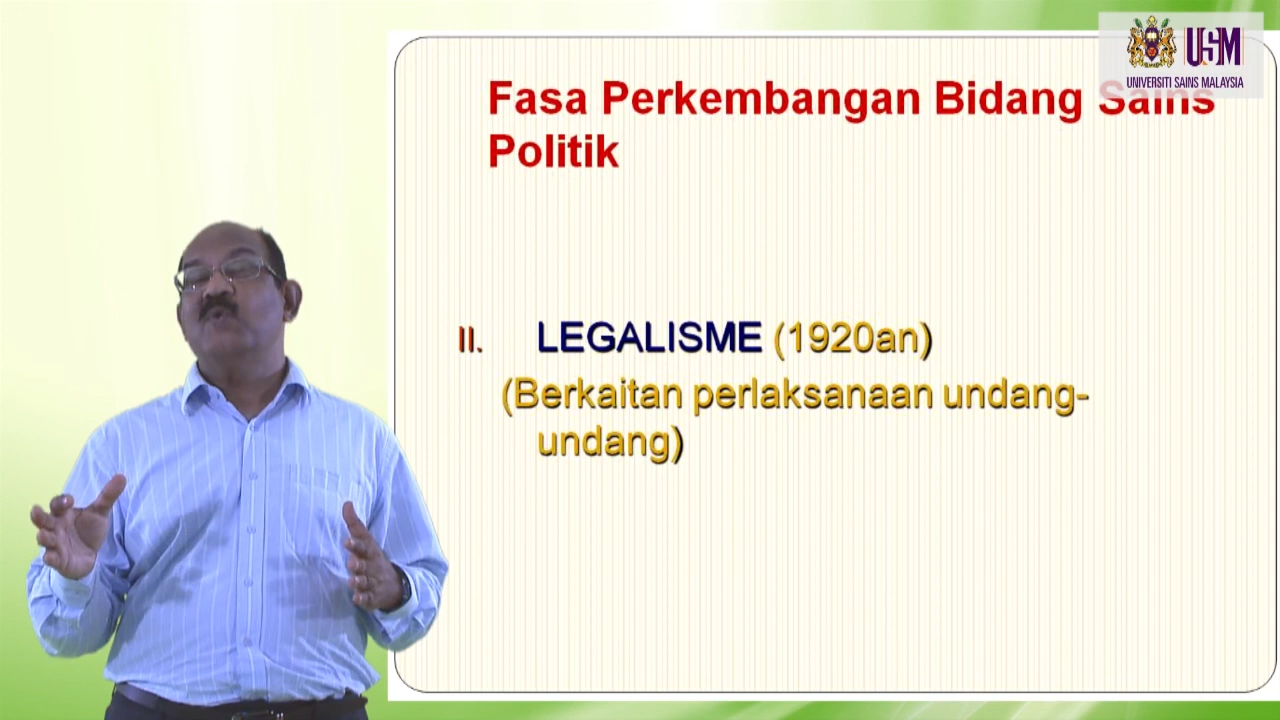 USM
UNIVERSITI SAINS MALAYSIA
Fasa Perkembangan Bidang Sains
Politik
II. LEGALISME (1920an)
(Berkaitan perlaksanaan undang-
undang)